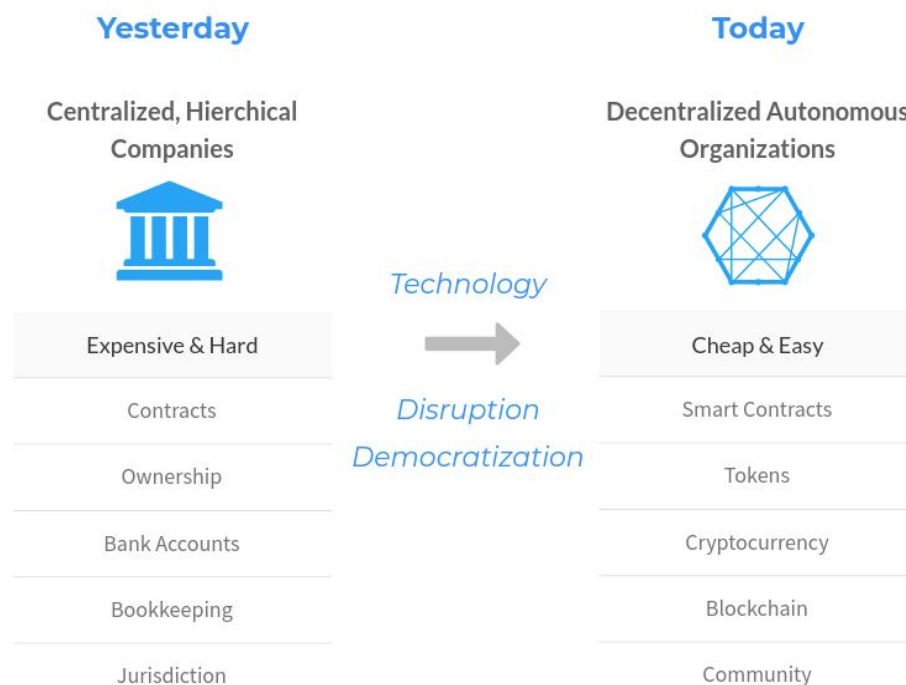 Yesterday
Today
Centralized, Hierchical
Companies
Decentralized Autonomous
Organizations
Technology
Disruption
Democratization
Expensive & Hard
Contracts
Ownership
Bank Accounts
Bookkeeping
Jurisdiction
Cheap & Easy
Smart Contracts
Tokens
Cryptocurrency
Blockchain
Community